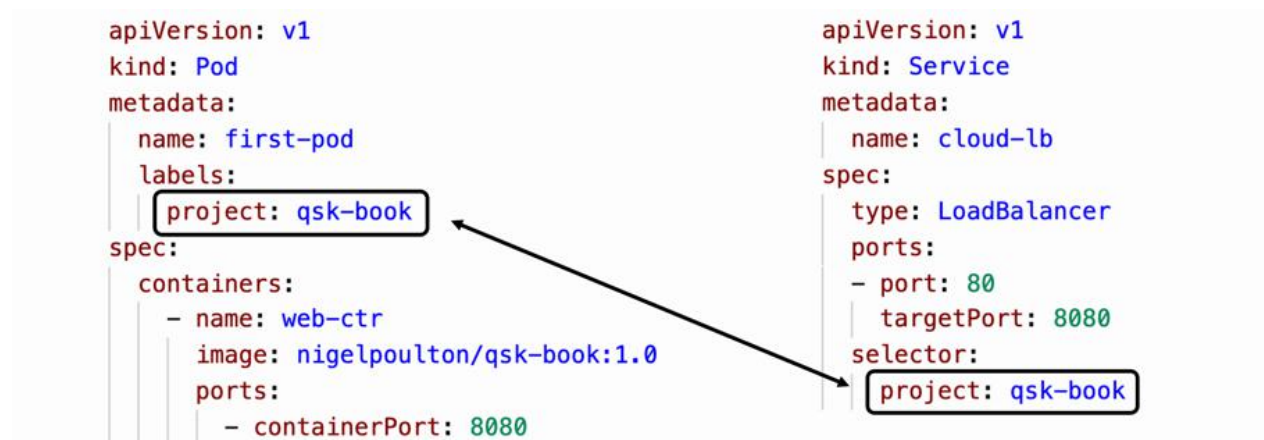 apiVersion: v1
kind: Pod
metadata:
  name: first-pod
  labels:
    project: qsk-book
spec:
  containers:
    - name: web-ctr
      image: nigelpoulton/qsk-book:1.0
      ports:
        - containerPort: 8080
apiVersion: v1
kind: Service
metadata:
  name: cloud-lb
spec:
  type: LoadBalancer
  ports:
  - port: 80
    targetPort: 8080
  selector:
    project: qsk-book